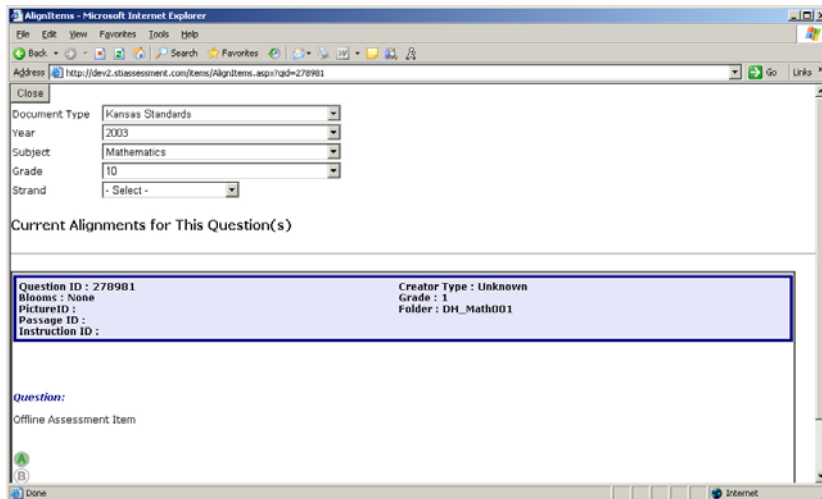 AlignItems - Microsoft Internet Explorer
File Edit View Favorites Tools Help
Back Search Favorites
Address http://dev2.stiassessment.com/items/AlignItems.aspx?qid=278981 Go Links »
Close
Document Type Kansas Standards
Year 2003
Subject Mathematics
Grade 10
Strand - Select -
Current Alignments for This Question(s)
Question ID : 278981 Creator Type : Unknown
Blooms : None Grade : 1
PictureID : Folder : DH_Math001
Passage ID :
Instruction ID :
Question:
Offline Assessment Item
A
B
Done Internet